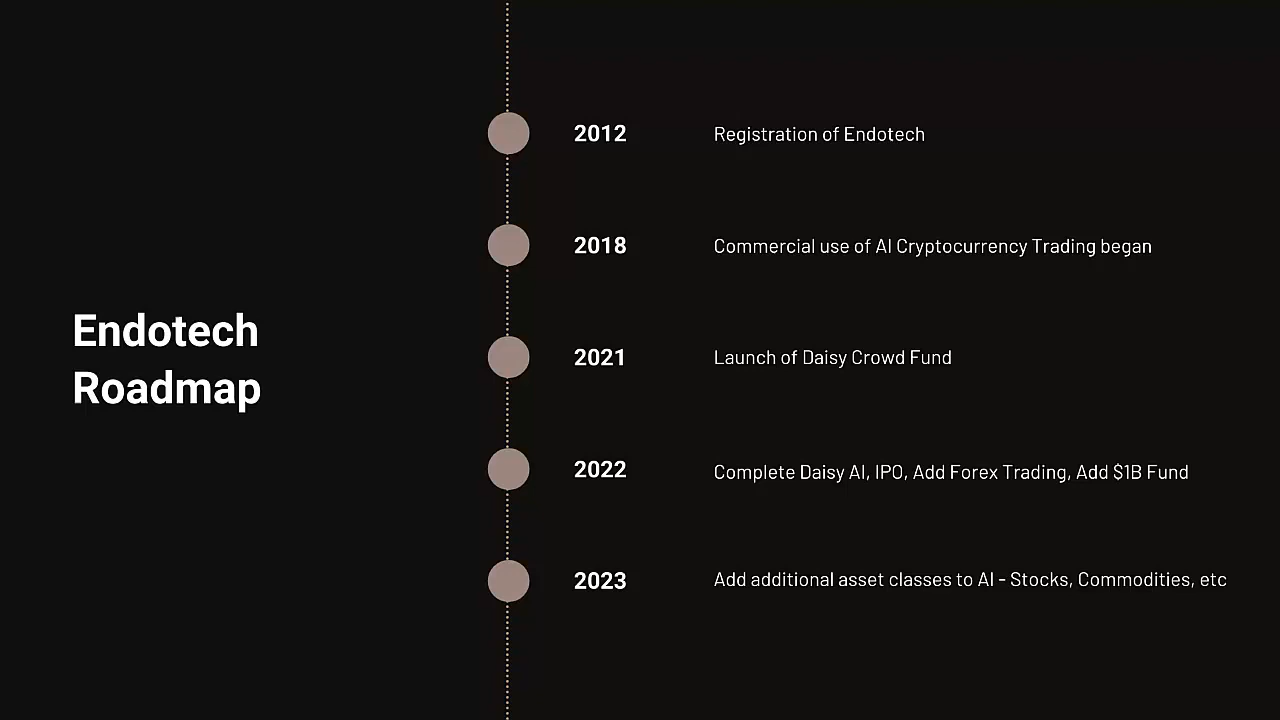 Endotech
Roadmap
2012 Registration of Endotech
2018 Commercial use of AI Cryptocurrency Trading began
2021 Launch of Daisy Crowd Fund
2022 Complete Daisy AI, IPO, Add Forex Trading, Add $1B Fund
2023 Add additional asset classes to AI - Stocks, Commodities, etc